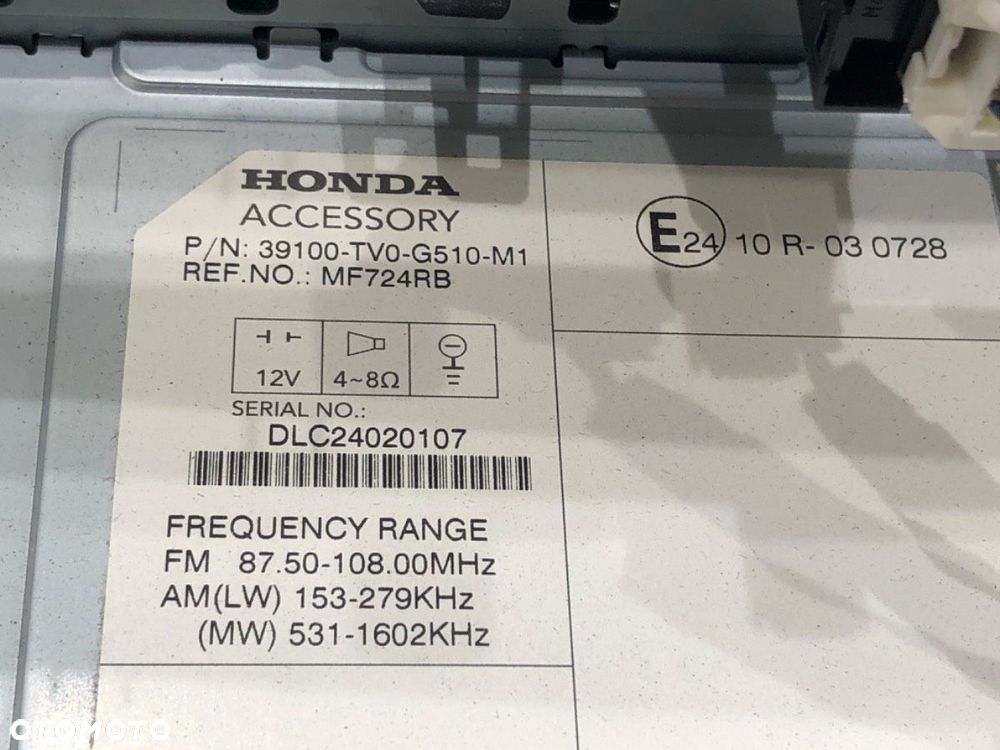 HONDA
ACCESSORY
P/N: 39100-TV0-G510-M1
REF.NO.: MF724RB
12V
4~8Ω
SERIAL NO.:
DLC24020107
FREQUENCY RANGE
FM 87.50-108.00MHz
AM(LW) 153-279KHz
(MW) 531-1602KHz
E24 10 R- 03 0728
OTOMOTO